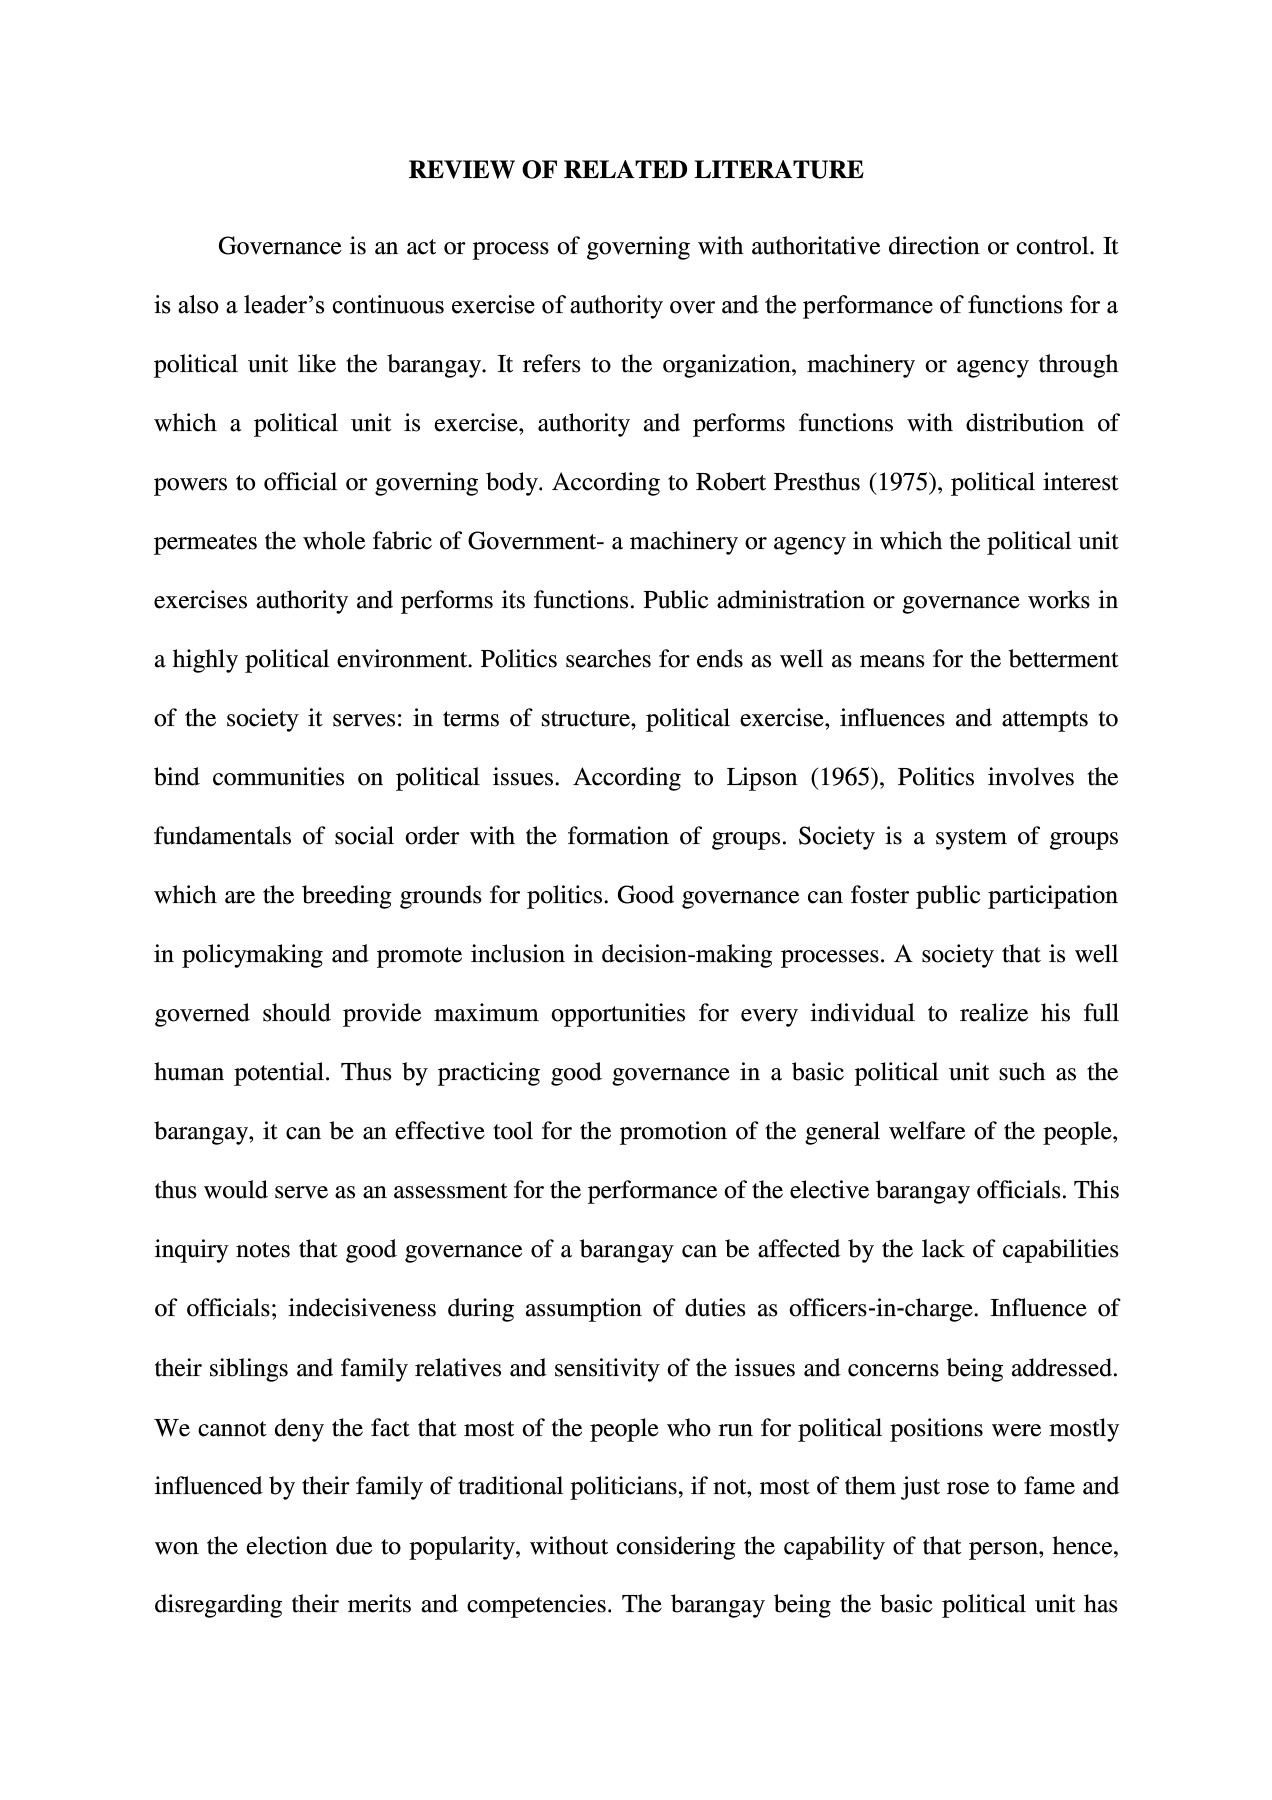 REVIEW OF RELATED LITERATURE
Governance is an act or process of governing with authoritative direction or control. It
is also a leader’s continuous exercise of authority over and the performance of functions for a
political unit like the barangay. It refers to the organization, machinery or agency through
which a political unit is exercise, authority and performs functions with distribution of
powers to official or governing body. According to Robert Presthus (1975), political interest
permeates the whole fabric of Government- a machinery or agency in which the political unit
exercises authority and performs its functions. Public administration or governance works in
a highly political environment. Politics searches for ends as well as means for the betterment
of the society it serves: in terms of structure, political exercise, influences and attempts to
bind communities on political issues. According to Lipson (1965), Politics involves the
fundamentals of social order with the formation of groups. Society is a system of groups
which are the breeding grounds for politics. Good governance can foster public participation
in policymaking and promote inclusion in decision-making processes. A society that is well
governed should provide maximum opportunities for every individual to realize his full
human potential. Thus by practicing good governance in a basic political unit such as the
barangay, it can be an effective tool for the promotion of the general welfare of the people,
thus would serve as an assessment for the performance of the elective barangay officials. This
inquiry notes that good governance of a barangay can be affected by the lack of capabilities
of officials; indecisiveness during assumption of duties as officers-in-charge. Influence of
their siblings and family relatives and sensitivity of the issues and concerns being addressed.
We cannot deny the fact that most of the people who run for political positions were mostly
influenced by their family of traditional politicians, if not, most of them just rose to fame and
won the election due to popularity, without considering the capability of that person, hence,
disregarding their merits and competencies. The barangay being the basic political unit has